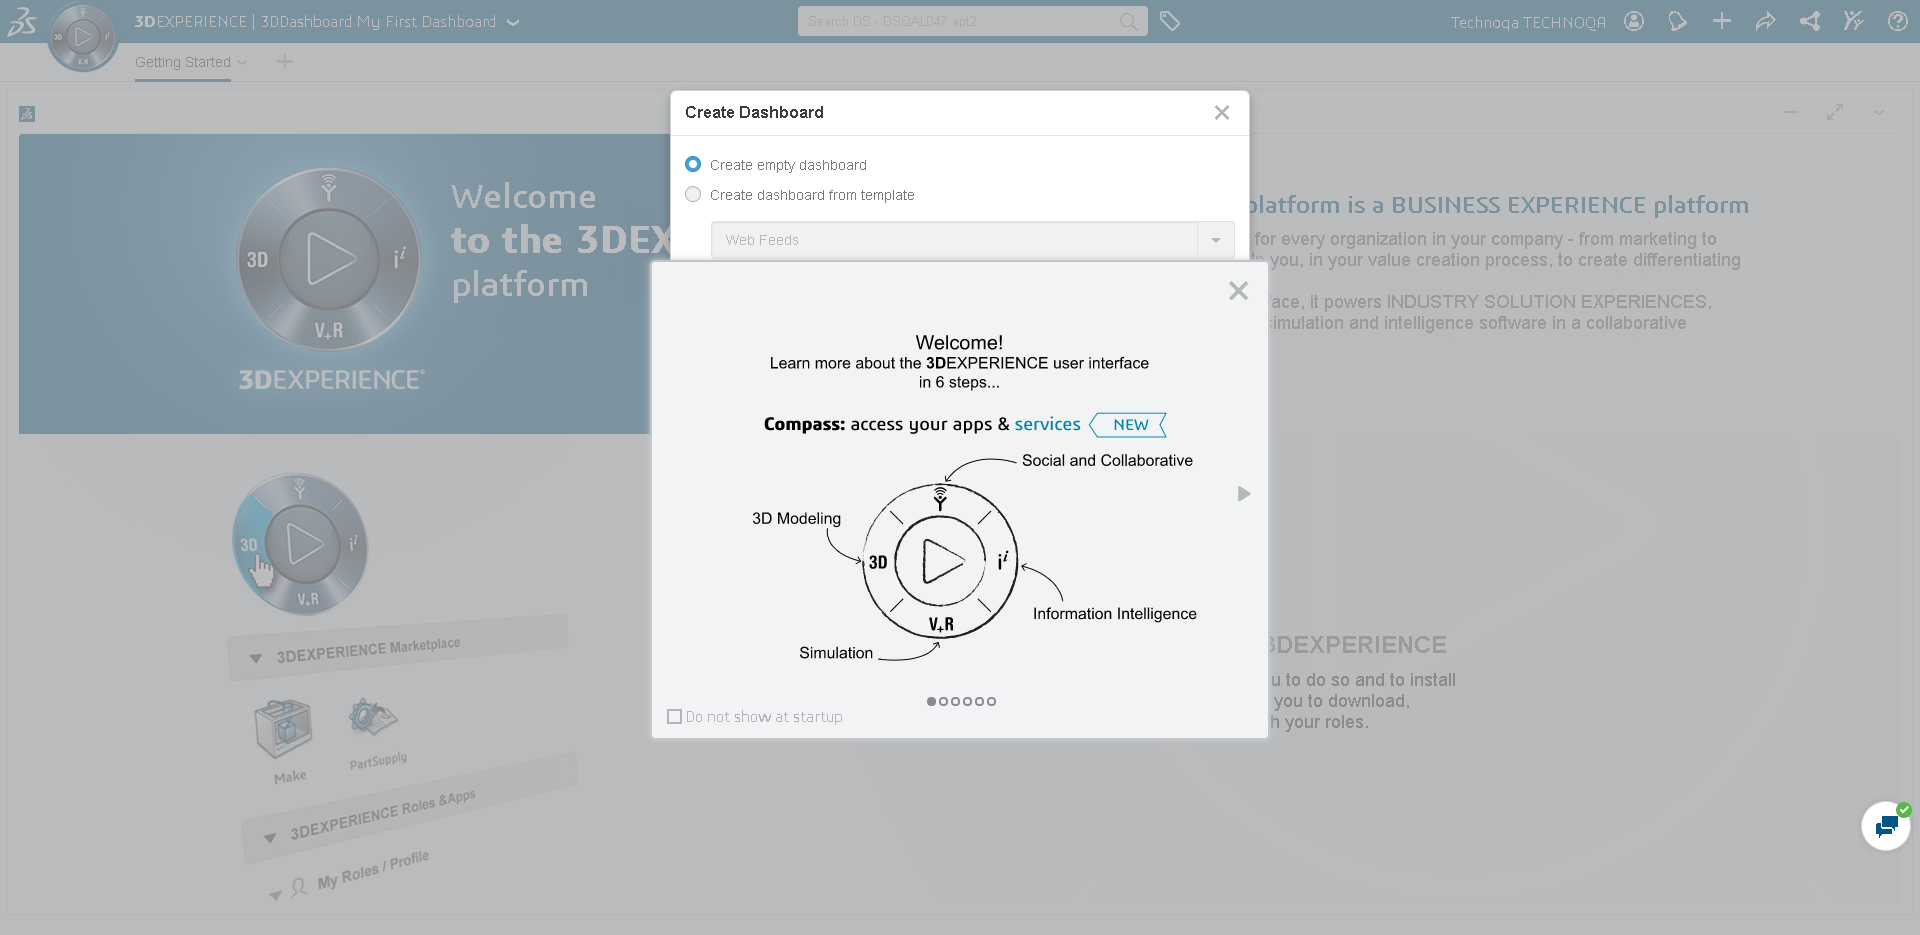 3DEXPERIENCE | 3DDashboard My First Dashboard
Search DS - DSQAL047 apt2
Technoqa TECHNOQA
3D
V+R
Getting Started
Create Dashboard
Create empty dashboard
Create dashboard from template
Web Feeds
Welcome
to the 3DEX
platform
3D
V+R
3DEXPERIENCE
platform is a BUSINESS EXPERIENCE platform
for every organization in your company - from marketing to
you, in your value creation process, to create differentiating
face, it powers INDUSTRY SOLUTION EXPERIENCES,
simulation and intelligence software in a collaborative
Welcome!
Learn more about the 3DEXPERIENCE user interface
in 6 steps...
Compass: access your apps & services NEW
Social and Collaborative
3D Modeling
3D
V+R
Information Intelligence
Simulation
Do not show at startup
3D
V+R
3DEXPERIENCE Marketplace
Make
PartSupply
3DEXPERIENCE Roles &Apps
My Roles / Profile
3DEXPERIENCE
u to do so and to install
you to download,
h your roles.